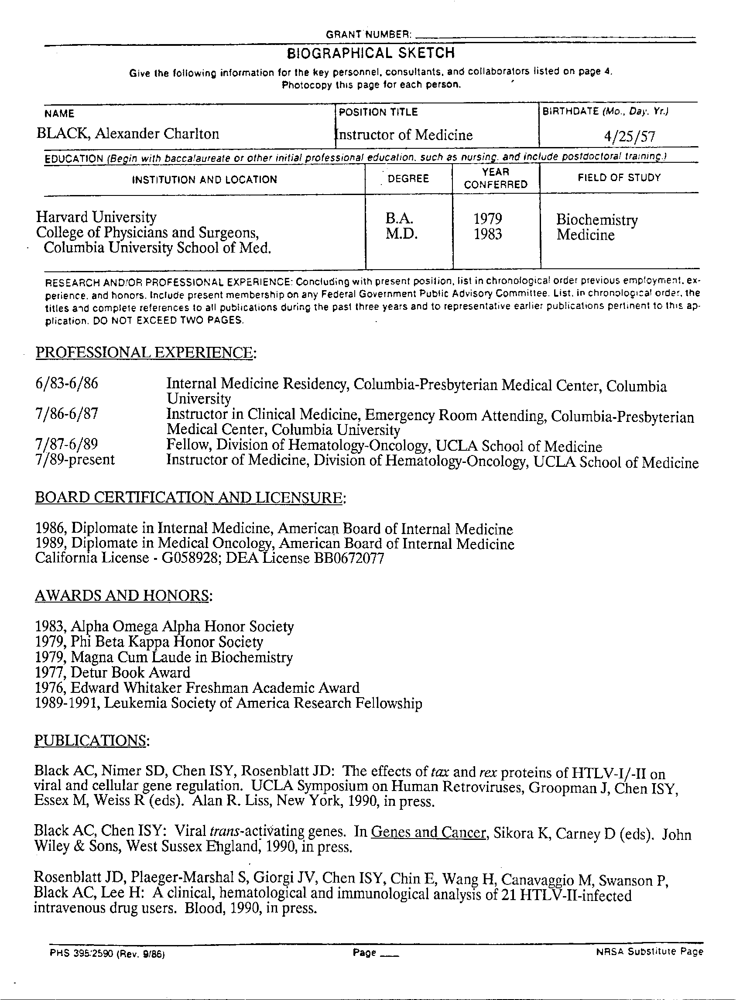 GRANT NUMBER:
BIOGRAPHICAL SKETCH
Give the following information for the key personnel, consultants, and collaborators listed on page 4.
Photocopy this page for each person.
NAME POSITION TITLE BIRTHDATE (Mo., Day, Yr.)
BLACK, Alexander Charlton Instructor of Medicine 4/25/57
EDUCATION (Begin with baccalaureate or other initial professional education, such as nursing, and include postdoctoral training.)
INSTITUTION AND LOCATION DEGREE YEAR CONFERRED FIELD OF STUDY
Harvard University B.A. 1979 Biochemistry
College of Physicians and Surgeons, M.D. 1983 Medicine
Columbia University School of Med.
RESEARCH AND/OR PROFESSIONAL EXPERIENCE: Concluding with present position, list in chronological order previous employment, ex-
perience, and honors. Include present membership on any Federal Government Public Advisory Committee. List, in chronological order, the
titles and complete references to all publications during the past three years and to representative earlier publications pertinent to this ap-
plication. DO NOT EXCEED TWO PAGES.
PROFESSIONAL EXPERIENCE:
6/83-6/86 Internal Medicine Residency, Columbia-Presbyterian Medical Center, Columbia
University
7/86-6/87 Instructor in Clinical Medicine, Emergency Room Attending, Columbia-Presbyterian
Medical Center, Columbia University
7/87-6/89 Fellow, Division of Hematology-Oncology, UCLA School of Medicine
7/89-present Instructor of Medicine, Division of Hematology-Oncology, UCLA School of Medicine
BOARD CERTIFICATION AND LICENSURE:
1986, Diplomate in Internal Medicine, American Board of Internal Medicine
1989, Diplomate in Medical Oncology, American Board of Internal Medicine
California License - G058928; DEA License BB0672077
AWARDS AND HONORS:
1983, Alpha Omega Alpha Honor Society
1979, Phi Beta Kappa Honor Society
1979, Magna Cum Laude in Biochemistry
1977, Detur Book Award
1976, Edward Whitaker Freshman Academic Award
1989-1991, Leukemia Society of America Research Fellowship
PUBLICATIONS:
Black AC, Nimer SD, Chen ISY, Rosenblatt JD: The effects of tax and rex proteins of HTLV-I/-II on
viral and cellular gene regulation. UCLA Symposium on Human Retroviruses, Groopman J, Chen ISY,
Essex M, Weiss R (eds). Alan R. Liss, New York, 1990, in press.
Black AC, Chen ISY: Viral trans-activating genes. In Genes and Cancer, Sikora K, Carney D (eds). John
Wiley & Sons, West Sussex England, 1990, in press.
Rosenblatt JD, Plaeger-Marshal S, Giorgi JV, Chen ISY, Chin E, Wang H, Canavaggio M, Swanson P,
Black AC, Lee H: A clinical, hematological and immunological analysis of 21 HTLV-II-infected
intravenous drug users. Blood, 1990, in press.
PHS 398/2590 (Rev. 9/86) Page NRSA Substitute Page